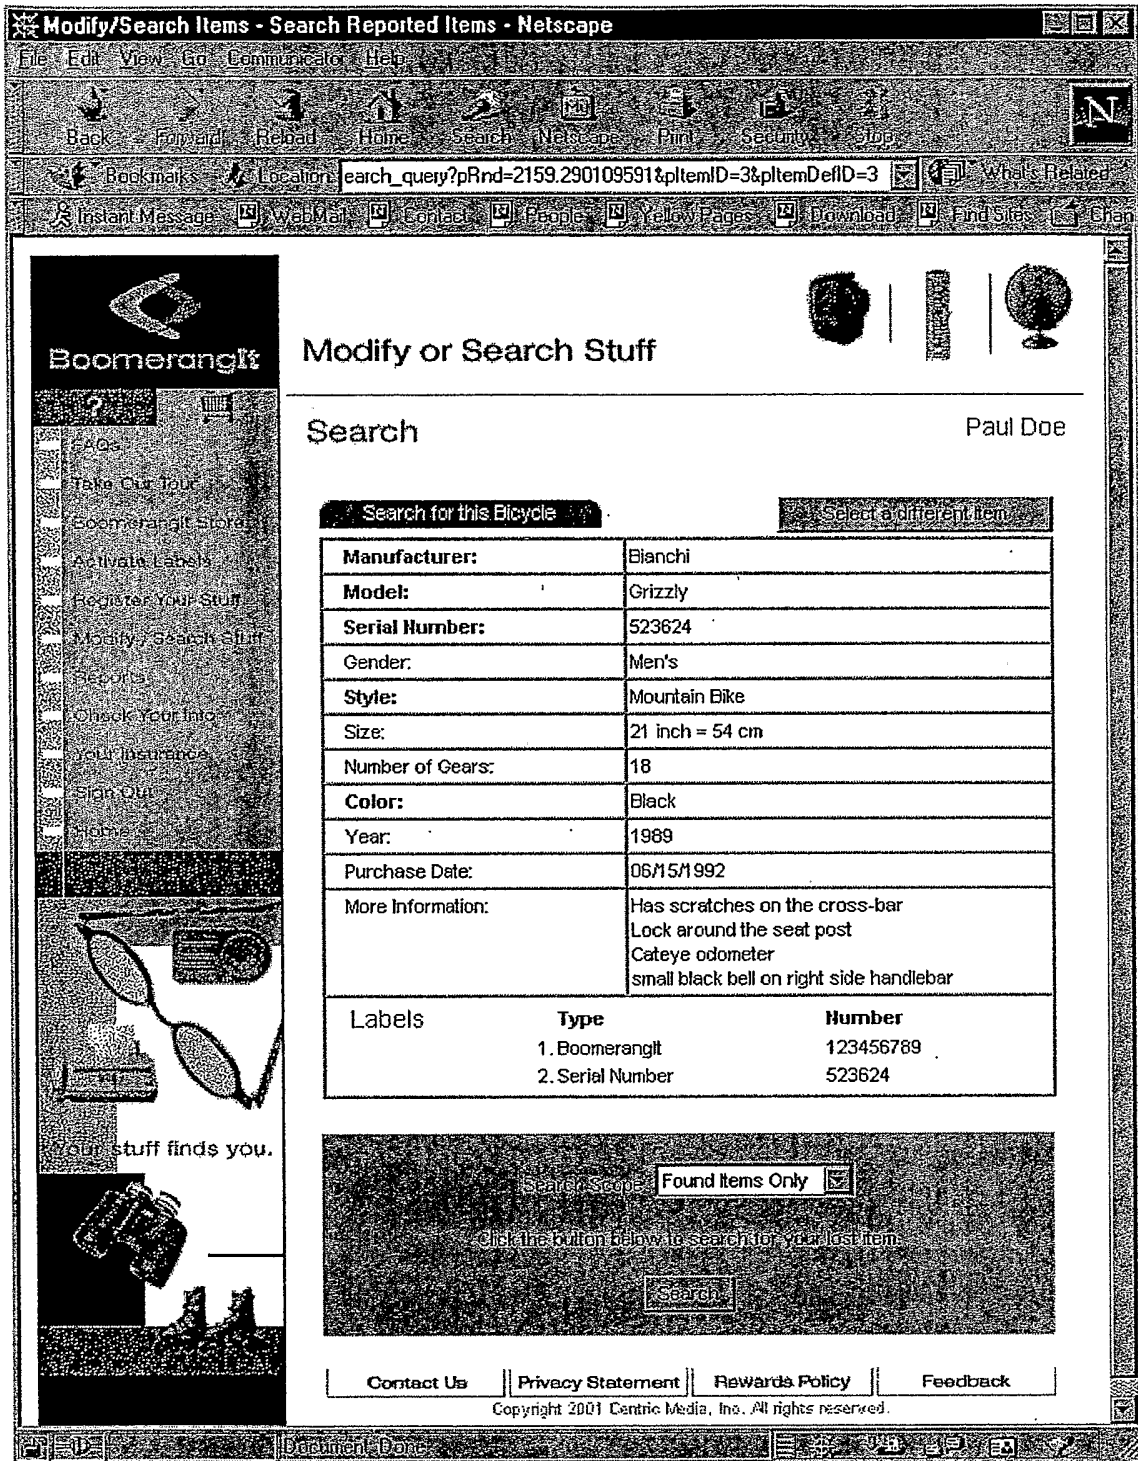 Modify/Search Items - Search Reported Items - Netscape
File Edit View Go Communicator Help
Back Forward Reload Home Search Netscape Print Security Stop
Bookmarks Location: earch_query?pRnd=2159.2901095918&pItemID=3&pItemDefID=3 What's Related
Instant Message WebMail Contact People Yellow Pages Download Find Sites Chan
N
BoomerangIt
Modify or Search Stuff
?
Search
Paul Doe
FAQs
Take Our Tour
BoomerangIt Store
Activate Labels
Register Your Stuff
Modify / Search Stuff
Reports
Check Your Info
Your Insurance
Sign Out
Home
Search for this Bicycle
Select a different item
Manufacturer: Bianchi
Model: Grizzly
Serial Number: 523624
Gender: Men's
Style: Mountain Bike
Size: 21 inch = 54 cm
Number of Gears: 18
Color: Black
Year: 1989
Purchase Date: 06/15/1992
More Information: Has scratches on the cross-bar
Lock around the seat post
Cateye odometer
small black bell on right side handlebar
Labels Type Number
1. BoomerangIt 123456789
2. Serial Number 523624
Your stuff finds you.
Search Scope: Found Items Only
Click the button below to search for your lost item.
Search
Contact Us Privacy Statement Rewards Policy Feedback
Copyright 2001 Centric Media, Inc. All rights reserved.
Document: Done